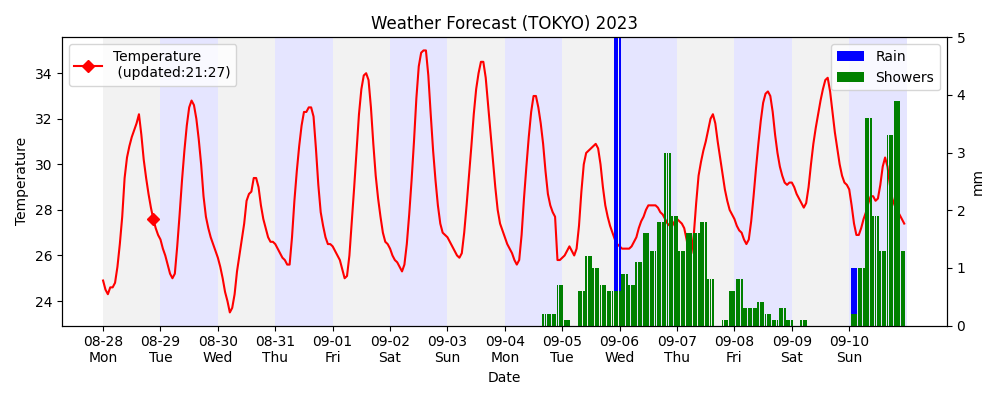 Weather Forecast (TOKYO) 2023
Temperature
(updated:21:27)
Rain
Showers
Temperature
34
32
30
28
26
24
mm
5
4
3
2
1
0
08-28 08-29 08-30 08-31 09-01 09-02 09-03 09-04 09-05 09-06 09-07 09-08 09-09 09-10
Mon Tue Wed Thu Fri Sat Sun Mon Tue Wed Thu Fri Sat Sun
Date